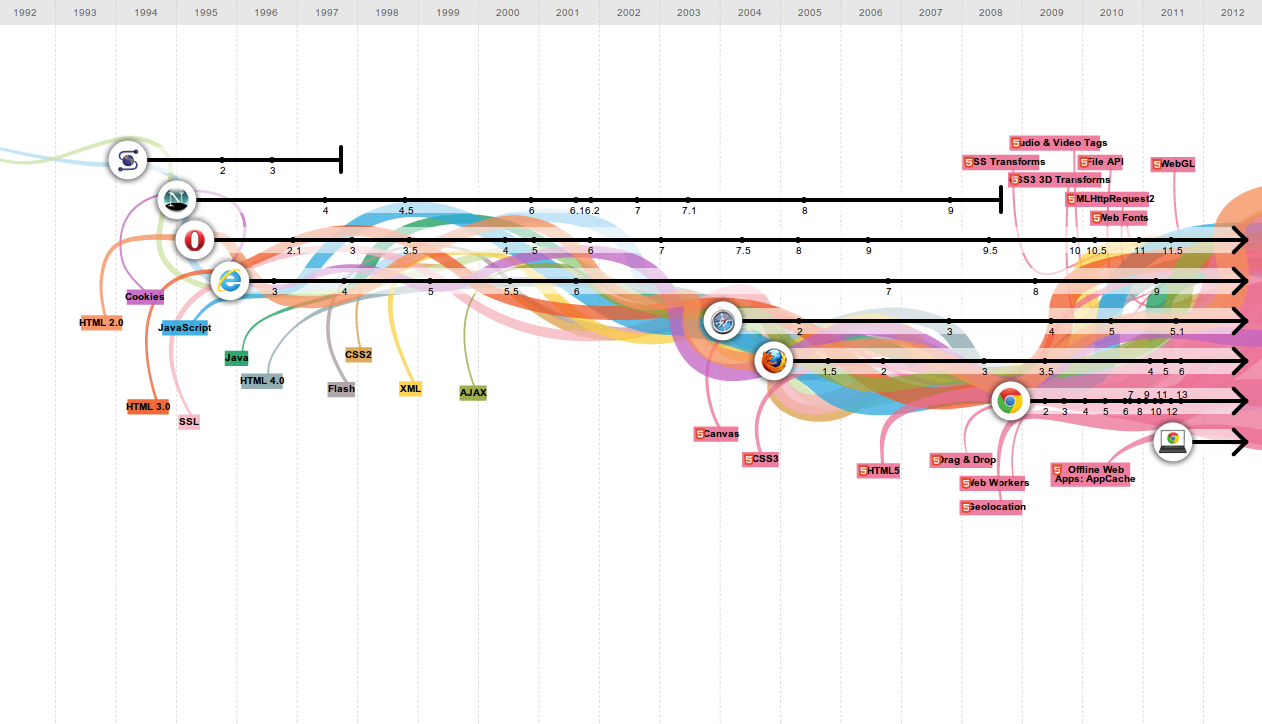 1992 1993 1994 1995 1996 1997 1998 1999 2000 2001 2002 2003 2004 2005 2006 2007 2008 2009 2010 2011 2012
udio & Video Tags
SS Transforms
File API
WebGL
SS3 3D Transforms
MLHttpRequest2
Web Fonts
2 3
4 4.5 6 6.1 6.2 7 7.1 8 9
2.1 3 3.5 4 5 6 7 7.5 8 9 9.5 10 10.5 11 11.5
3 4 5 5.5 6 7 8 9
Cookies
HTML 2.0
JavaScript
2 3 4 5 5.1
Java
CSS2
HTML 4.0
Flash
XML
AJAX
1.5 2 3 3.5 4 5 6
HTML 3.0
SSL
7 9 11 13
2 3 4 5 6 8 10 12
Canvas
CSS3
HTML5
Drag & Drop
Web Workers
Geolocation
Offline Web
Apps: AppCache